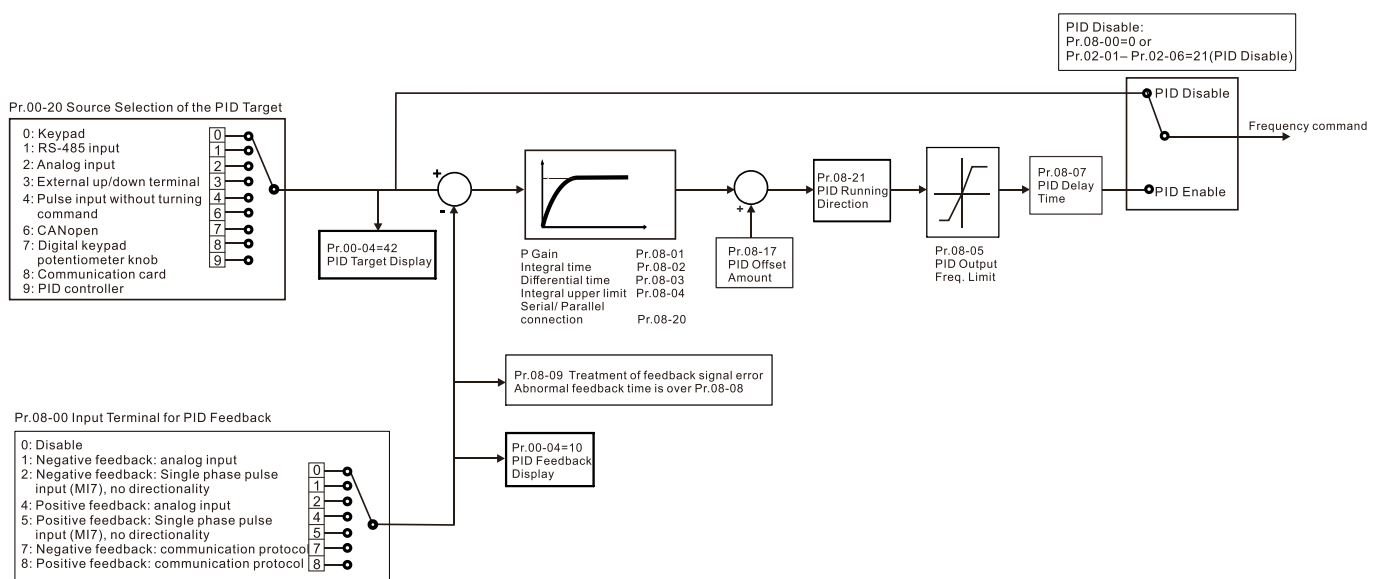 PID Disable:
Pr.08-00=0 or
Pr.02-01– Pr.02-06=21(PID Disable)
PID Disable
Frequency command
PID Enable
Pr.00-20 Source Selection of the PID Target
0: Keypad
1: RS-485 input
2: Analog input
3: External up/down terminal
4: Pulse input without turning
command
6: CANopen
7: Digital keypad
potentiometer knob
8: Communication card
9: PID controller
0
1
2
3
4
6
7
8
9
+
-
Pr.00-04=42
PID Target Display
P Gain Pr.08-01
Integral time Pr.08-02
Differential time Pr.08-03
Integral upper limit Pr.08-04
Serial/ Parallel
connection Pr.08-20
+
Pr.08-17
PID Offset
Amount
Pr.08-21
PID Running
Direction
Pr.08-05
PID Output
Freq. Limit
Pr.08-07
PID Delay
Time
Pr.08-09 Treatment of feedback signal error
Abnormal feedback time is over Pr.08-08
Pr.00-04=10
PID Feedback
Display
Pr.08-00 Input Terminal for PID Feedback
0: Disable
1: Negative feedback: analog input
2: Negative feedback: Single phase pulse
input (MI7), no directionality
4: Positive feedback: analog input
5: Positive feedback: Single phase pulse
input (MI7), no directionality
7: Negative feedback: communication protocol
8: Positive feedback: communication protocol
0
1
2
4
5
7
8